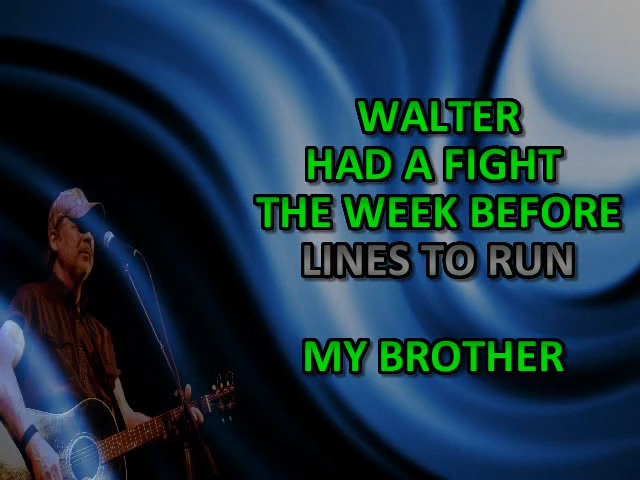 WALTER
HAD A FIGHT
THE WEEK BEFORE
LINES TO RUN
MY BROTHER